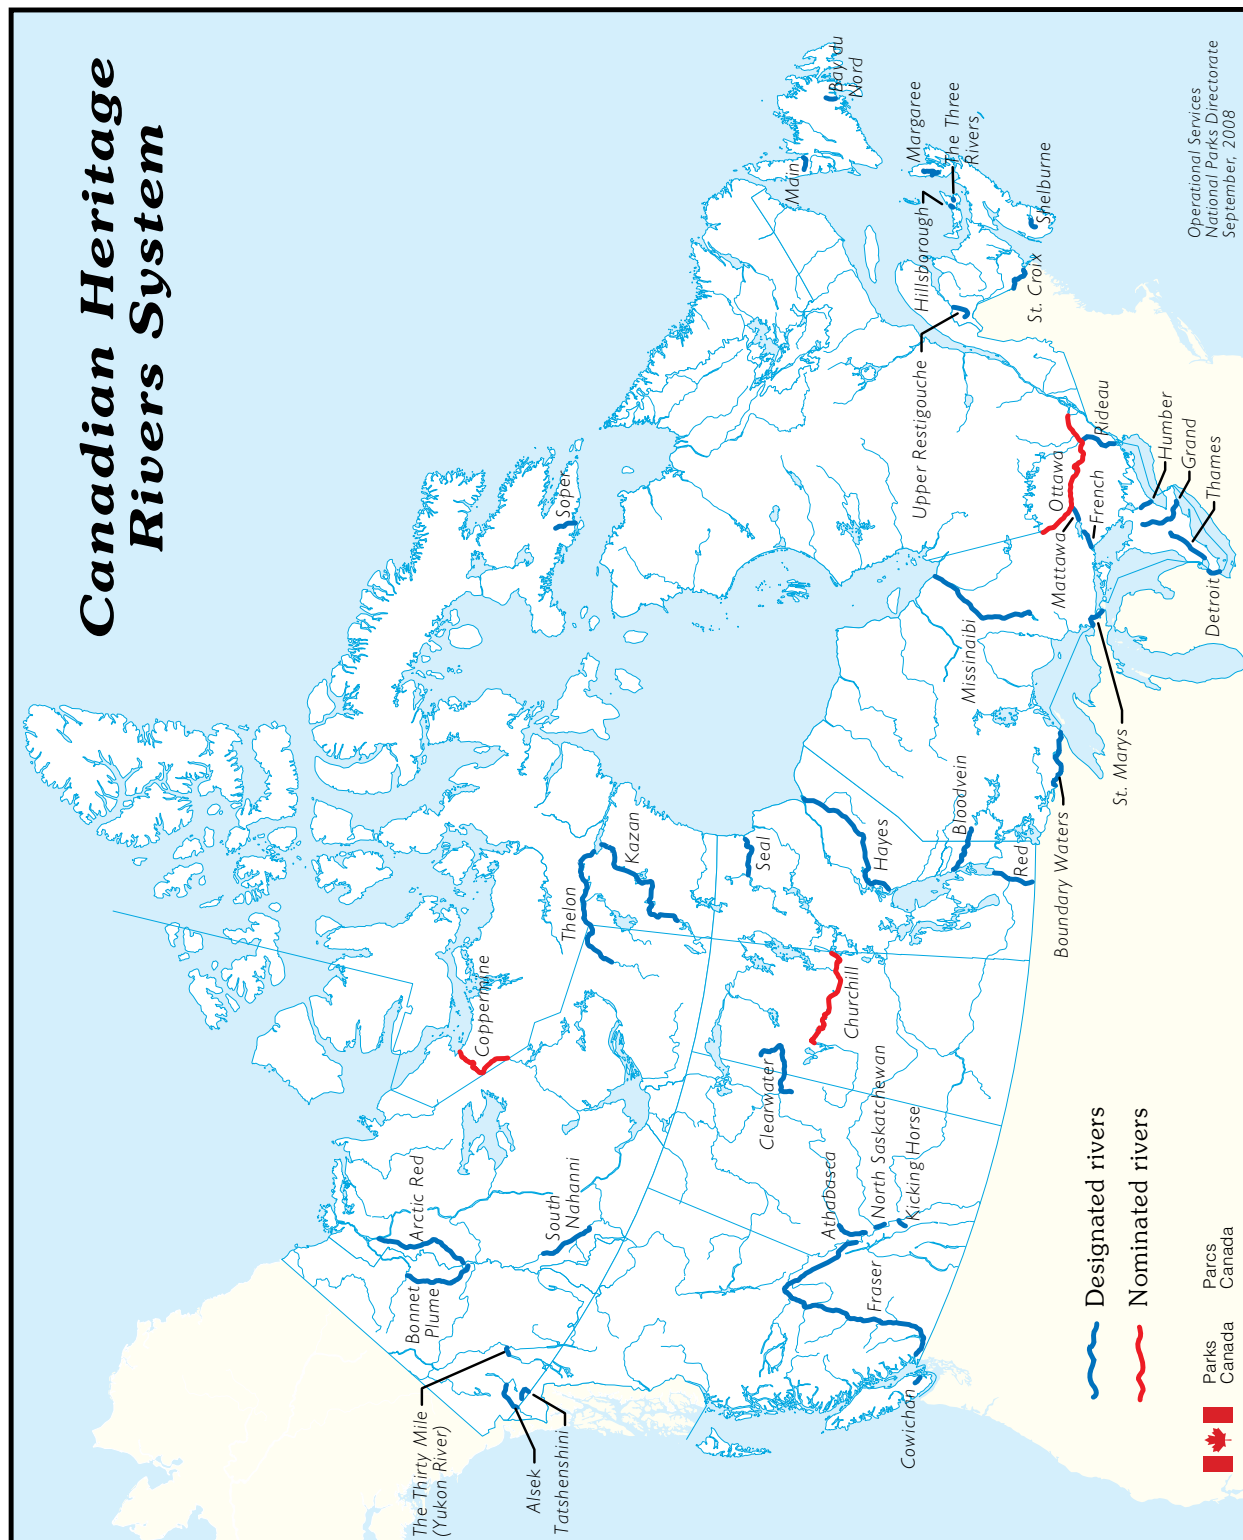 Canadian Heritage
Rivers System
Bay du
Nord
Main
Margaree
The Three
Rivers,
Hillsborough
Shelburne
St. Croix
Upper Restigouche
Operational Services
National Parks Directorate
September, 2008
Soper
Rideau
Humber
Grand
Thames
Ottawa
French
Mattawa
Detroit
Missinaibi
St. Marys
Boundary Waters
Bloodvein
Red
Hayes
Seal
Kazan
Thelon
Coppermine
Churchill
Clearwater
North Saskatchewan
Kicking Horse
Athabasca
Fraser
Cowichan
South
Nahanni
Arctic Red
Bonnet
Plume
The Thirty Mile
(Yukon River)
Alsek
Tatshenshini
Designated rivers
Nominated rivers
Parks
Canada
Parcs
Canada